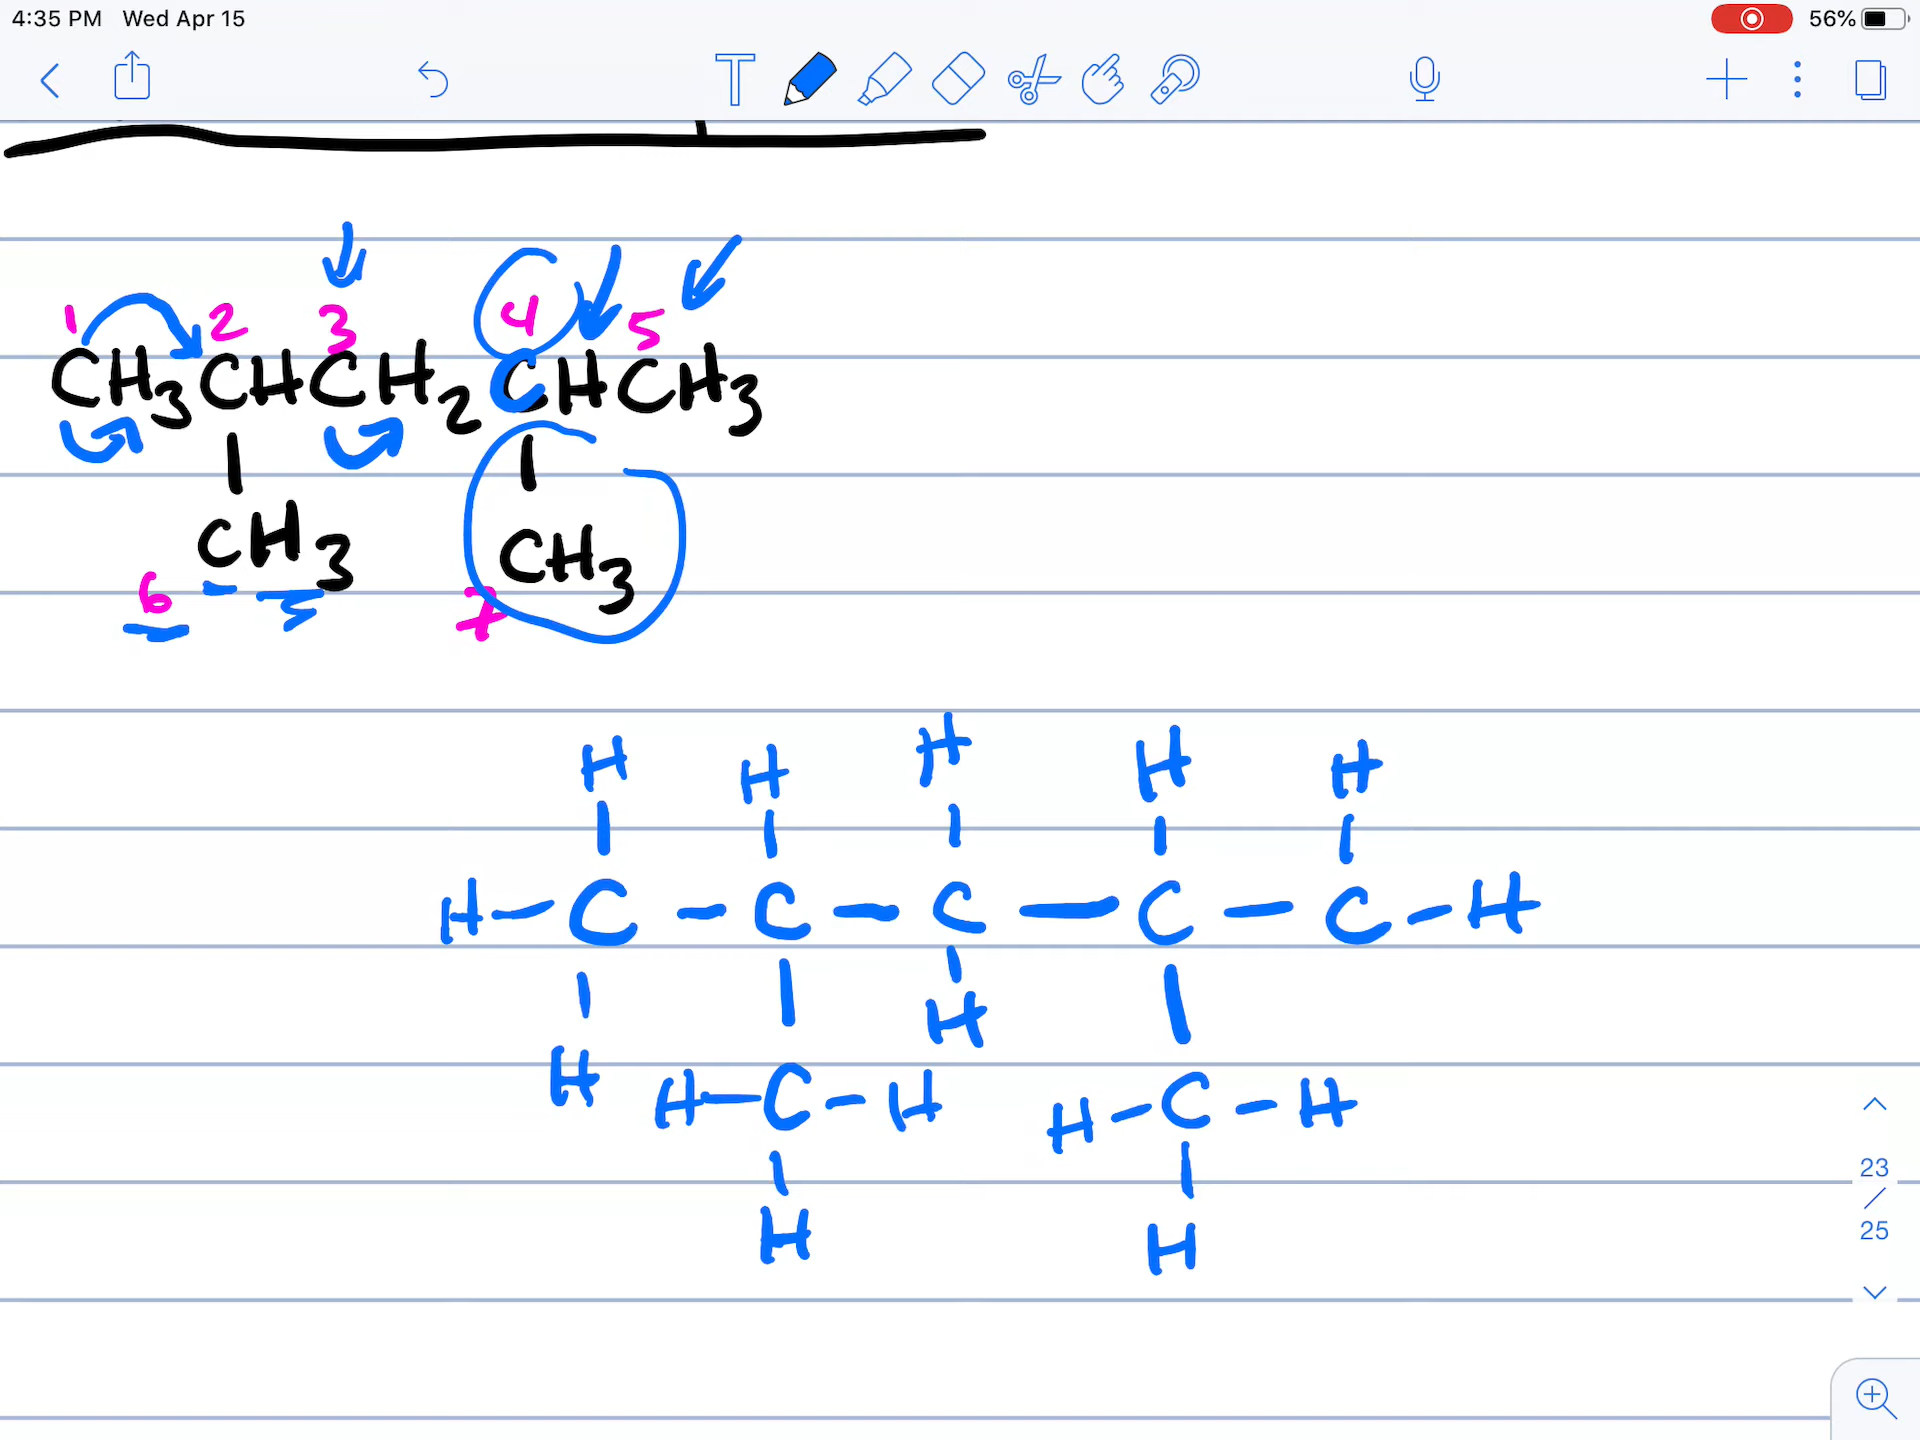 4:35 PM Wed Apr 15 56%
T
1 2 3 4 5
CH3CHCH2CHCH3
CH3 CH3
6 7
H H H H H
H-C-C-C-C-C-H
H
H H-C-H H-C-H
H H
23
/
25